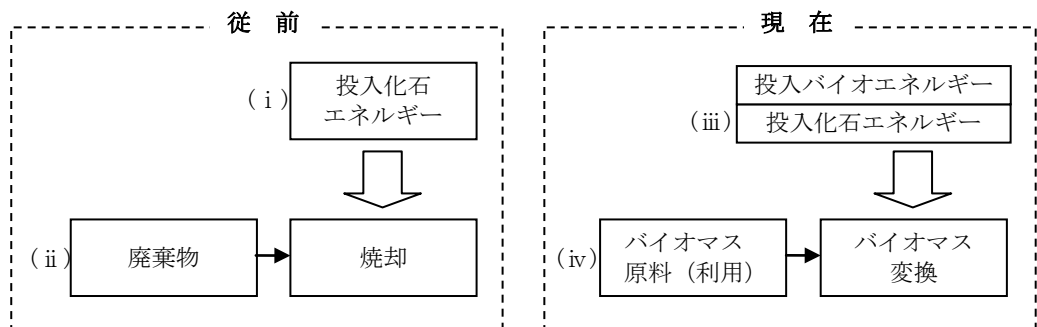 従 前
(ⅰ)
投入化石
エネルギー
(ⅱ)
廃棄物
焼却
現 在
投入バイオエネルギー
(ⅲ)
投入化石エネルギー
(ⅳ)
バイオマス
原料（利用）
バイオマス
変換